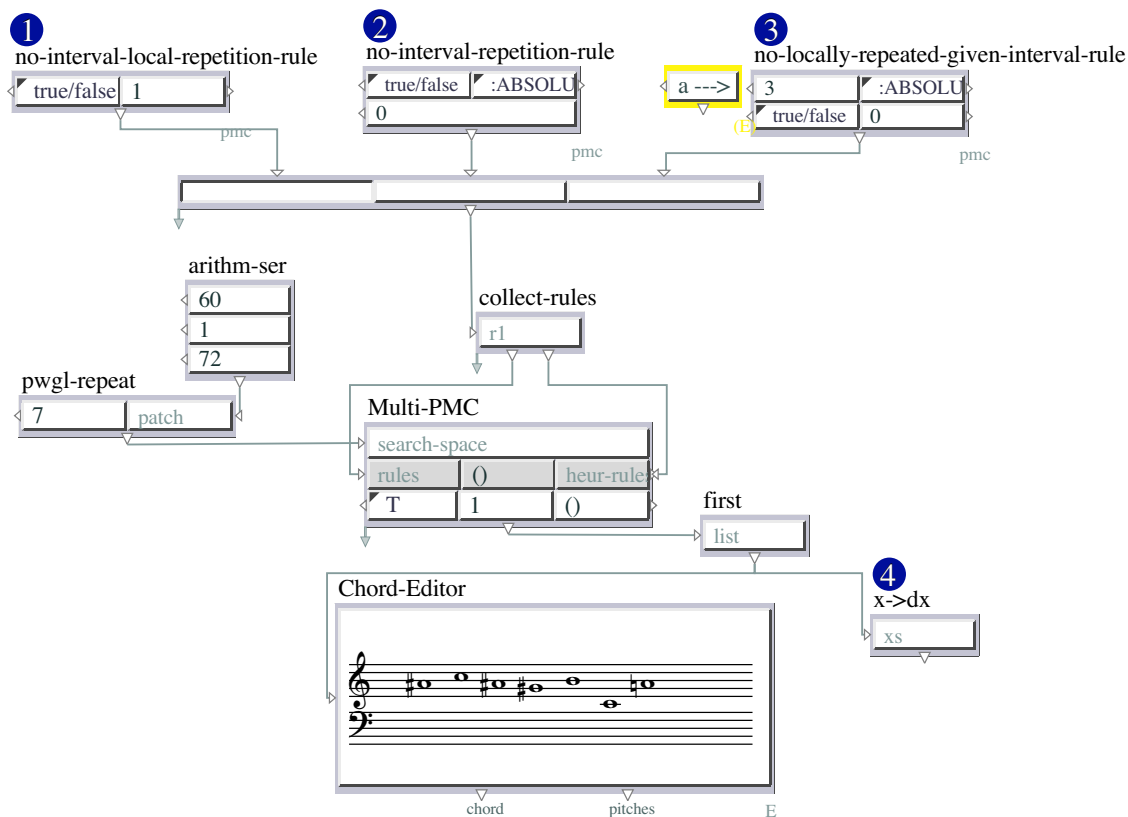 1
no-interval-local-repetition-rule
true/false 1
pmc
2
no-interval-repetition-rule
true/false :ABSOLU
0
pmc
a --->
(E
3
no-locally-repeated-given-interval-rule
3 :ABSOLU
true/false 0
pmc
arithm-ser
60
1
72
collect-rules
r1
pwgl-repeat
7 patch
Multi-PMC
search-space
rules () heur-rule
T 1 ()
first
list
4
x->dx
xs
Chord-Editor
chord pitches E